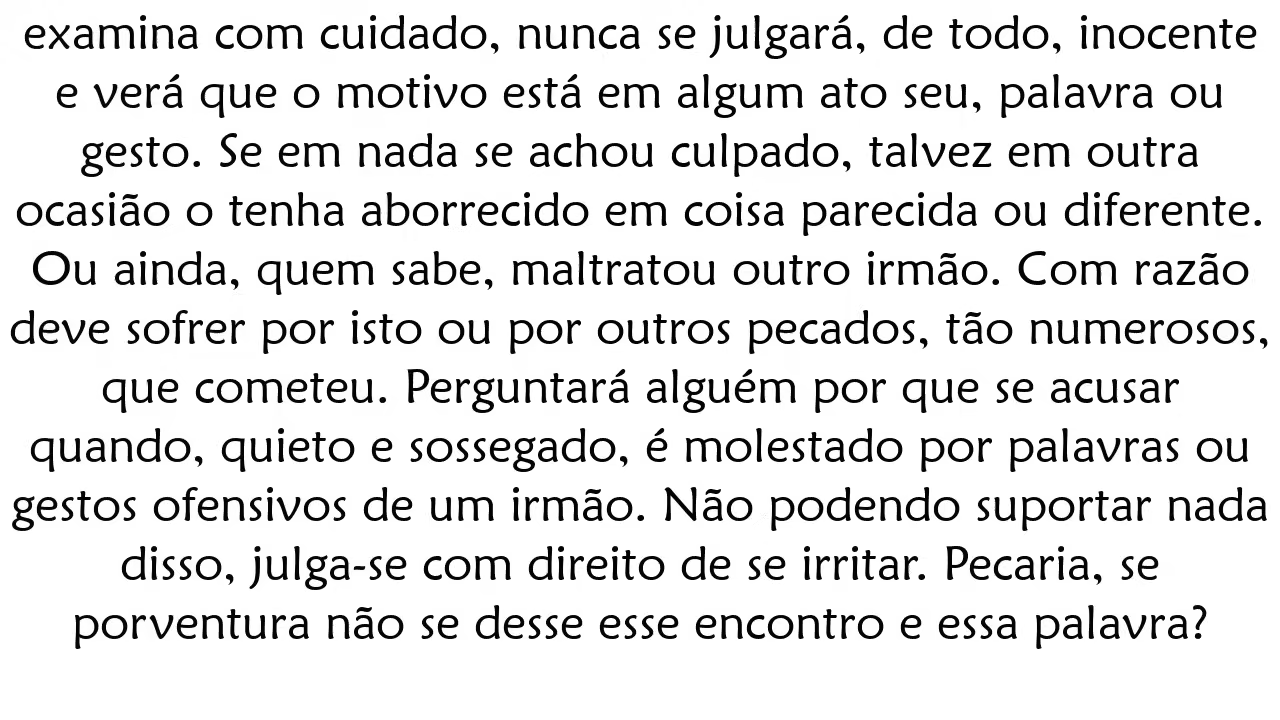 examina com cuidado, nunca se julgará, de todo, inocente
e verá que o motivo está em algum ato seu, palavra ou
gesto. Se em nada se achou culpado, talvez em outra
ocasião o tenha aborrecido em coisa parecida ou diferente.
Ou ainda, quem sabe, maltratou outro irmão. Com razão
deve sofrer por isto ou por outros pecados, tão numerosos,
que cometeu. Perguntará alguém por que se acusar
quando, quieto e sossegado, é molestado por palavras ou
gestos ofensivos de um irmão. Não podendo suportar nada
disso, julga-se com direito de se irritar. Pecaria, se
porventura não se desse esse encontro e essa palavra?